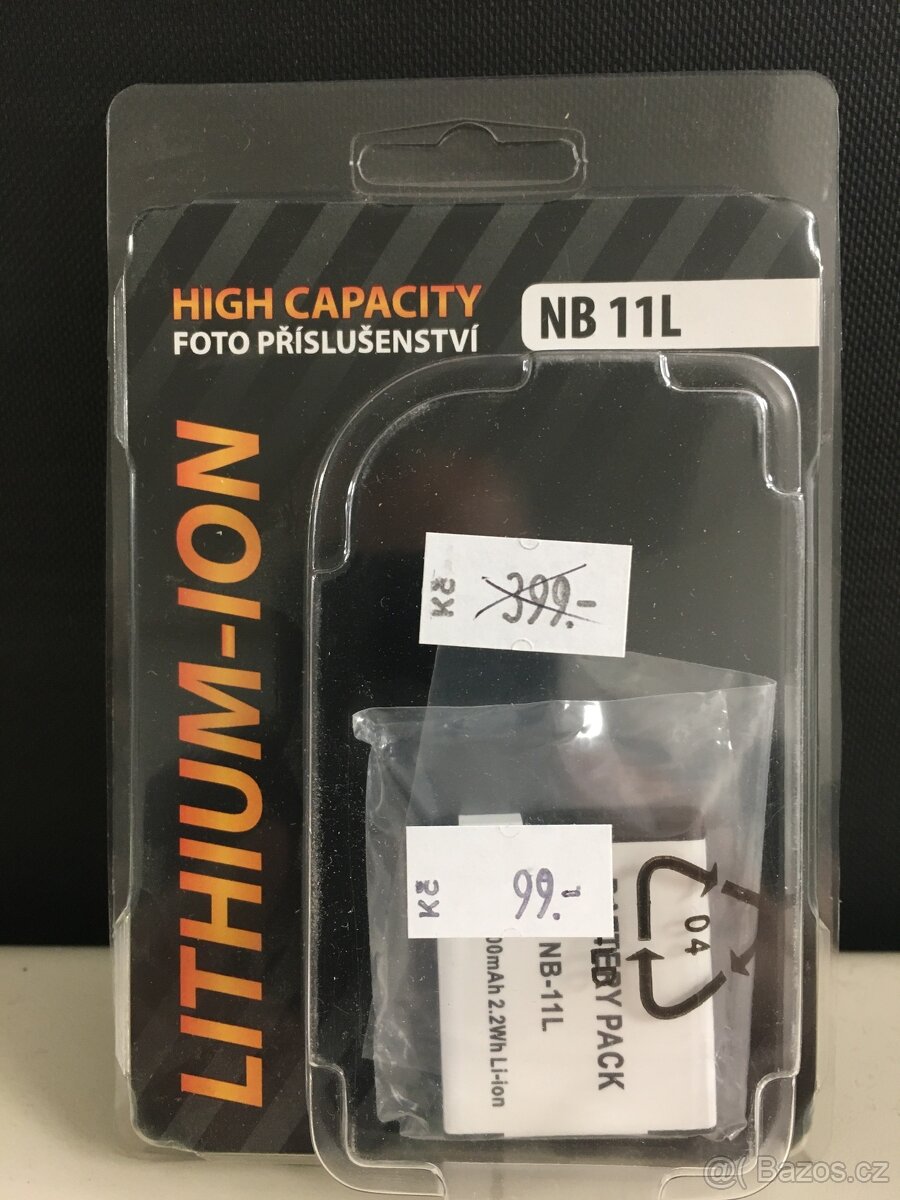 HIGH CAPACITY
FOTO PŘÍSLUŠENSTVÍ
NB 11L
LITHIUM-ION
Kč 399.-
Kč 99.-
04
PACK
NB-11L
00mAh 2.2Wh Li-ion
@( Bazos.cz